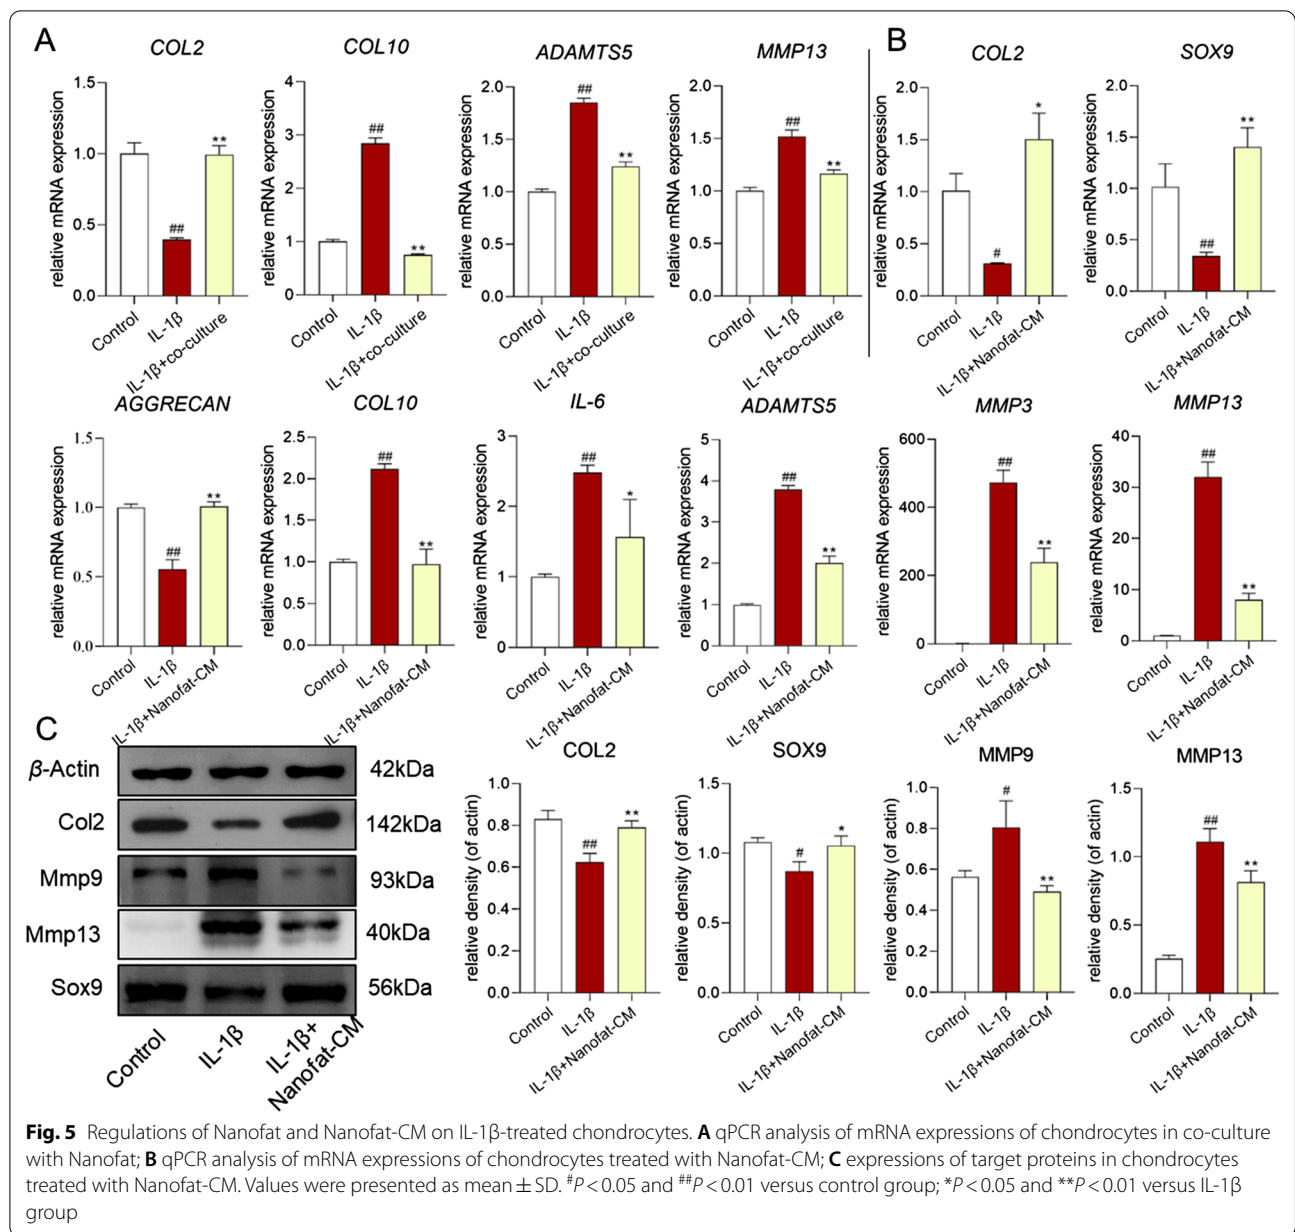 A
B
COL2
COL10
ADAMTS5
MMP13
COL2
SOX9
relative mRNA expression
1.5
1.0
0.5
0.0
##
**
Control
IL-1β
IL-1β+co-culture
relative mRNA expression
4
3
2
1
0
##
**
Control
IL-1β
IL-1β+co-culture
relative mRNA expression
2.0
1.5
1.0
0.5
0.0
##
**
Control
IL-1β
IL-1β+co-culture
relative mRNA expression
2.0
1.5
1.0
0.5
0.0
##
**
Control
IL-1β
IL-1β+co-culture
relative mRNA expression
2.0
1.5
1.0
0.5
0.0
#
*
Control
IL-1β
IL-1β+Nanofat-CM
relative mRNA expression
2.0
1.5
1.0
0.5
0.0
##
**
Control
IL-1β
IL-1β+Nanofat-CM
AGGRECAN
COL10
IL-6
ADAMTS5
MMP3
MMP13
relative mRNA expression
1.5
1.0
0.5
0.0
##
**
Control
IL-1β
IL-1β+Nanofat-CM
relative mRNA expression
2.5
2.0
1.5
1.0
0.5
0.0
##
**
Control
IL-1β
IL-1β+Nanofat-CM
relative mRNA expression
3
2
1
0
##
*
Control
IL-1β
IL-1β+Nanofat-CM
relative mRNA expression
5
4
3
2
1
0
##
**
Control
IL-1β
IL-1β+Nanofat-CM
relative mRNA expression
600
400
200
0
##
**
Control
IL-1β
IL-1β+Nanofat-CM
relative mRNA expression
40
30
20
10
0
##
**
Control
IL-1β
IL-1β+Nanofat-CM
C
β-Actin 42kDa
Col2 142kDa
Mmp9 93kDa
Mmp13 40kDa
Sox9 56kDa
Control
IL-1β
IL-1β+
Nanofat-CM
COL2
SOX9
MMP9
MMP13
relative density (of actin)
1.0
0.8
0.6
0.4
0.2
0.0
##
**
Control
IL-1β
IL-1β+Nanofat-CM
relative density (of actin)
1.5
1.0
0.5
0.0
#
*
Control
IL-1β
IL-1β+Nanofat-CM
relative density (of actin)
1.0
0.8
0.6
0.4
0.2
0.0
#
**
Control
IL-1β
IL-1β+Nanofat-CM
relative density (of actin)
1.5
1.0
0.5
0.0
##
**
Control
IL-1β
IL-1β+Nanofat-CM
Fig. 5 Regulations of Nanofat and Nanofat-CM on IL-1β-treated chondrocytes. A qPCR analysis of mRNA expressions of chondrocytes in co-culture
with Nanofat; B qPCR analysis of mRNA expressions of chondrocytes treated with Nanofat-CM; C expressions of target proteins in chondrocytes
treated with Nanofat-CM. Values were presented as mean ± SD. #P < 0.05 and ##P < 0.01 versus control group; *P < 0.05 and **P < 0.01 versus IL-1β
group